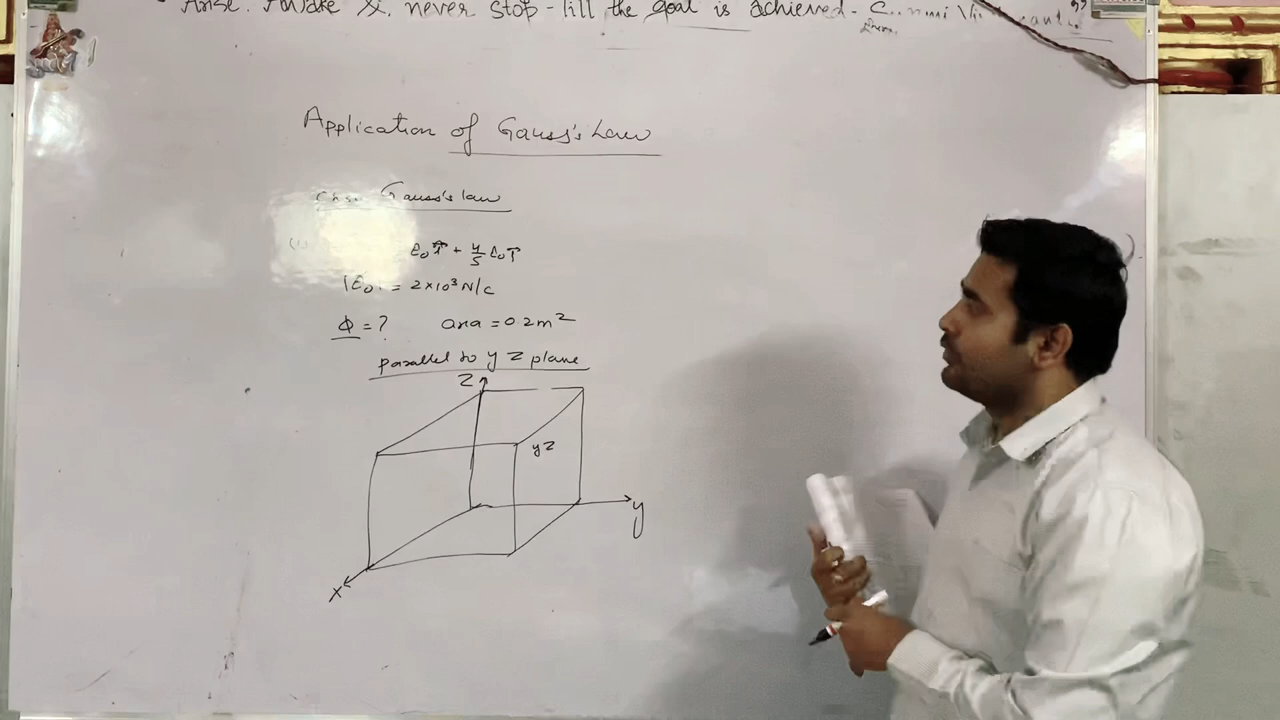 Arise. Awake &. never stop - till the goal is achieved -
Application of Gauss's Law
Gauss's law
E₀î + 4/5 E₀ĵ
|E₀| = 2×10³ N/C
Φ = ? area = 0.2m²
parallel to y z plane
Z
yz
y
x